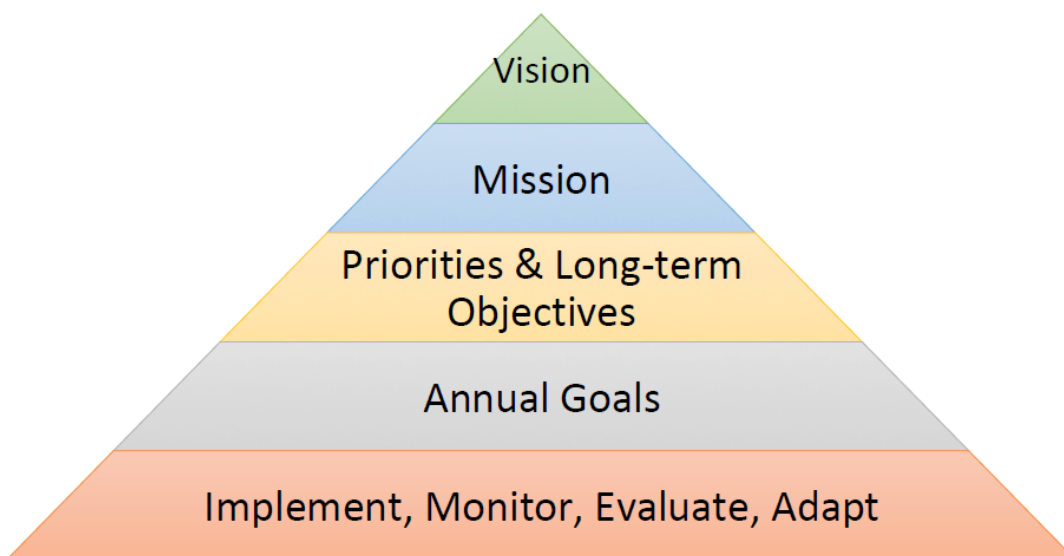 Vision
Mission
Priorities & Long-term
Objectives
Annual Goals
Implement, Monitor, Evaluate, Adapt